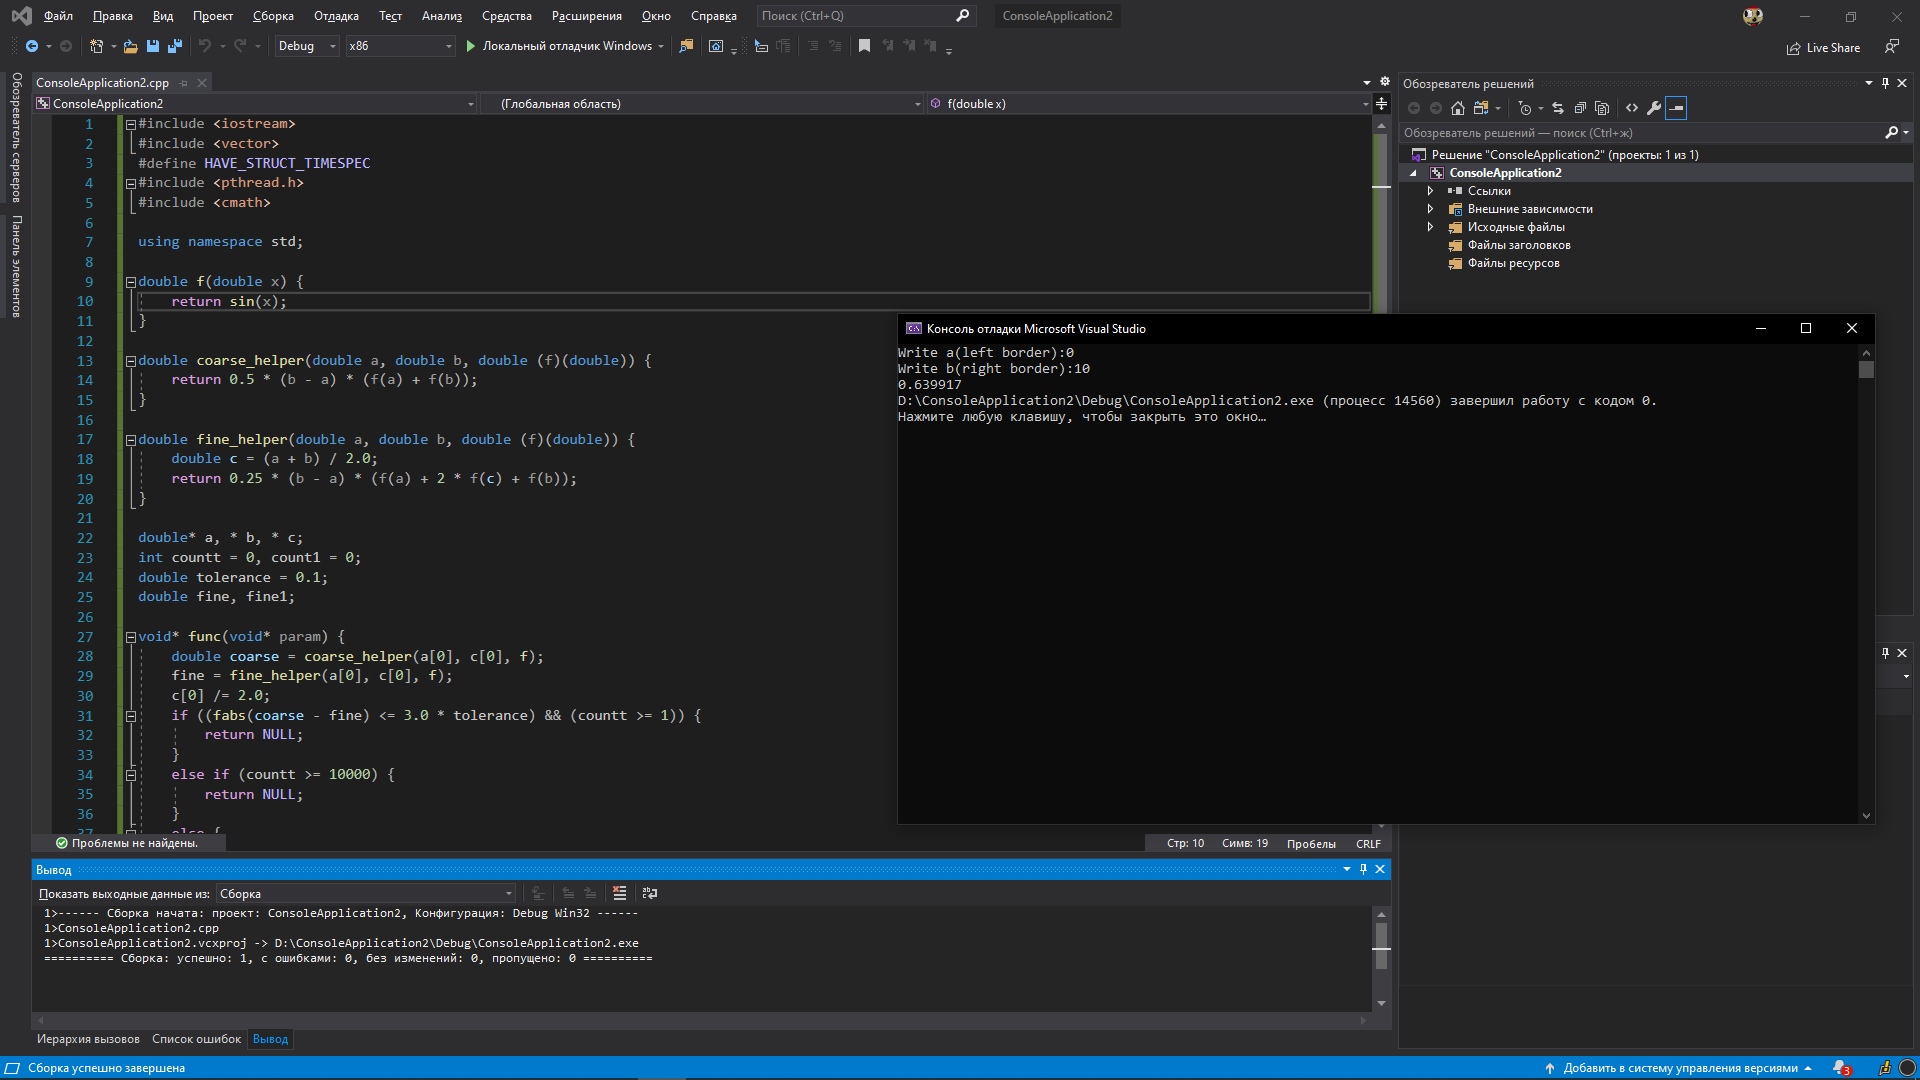 Файл Правка Вид Проект Сборка Отладка Тест Анализ Средства Расширения Окно Справка Поиск (Ctrl+Q) ConsoleApplication2
Debug x86 Локальный отладчик Windows Live Share
Обозреватель серверов
Панель элементов
ConsoleApplication2.cpp
ConsoleApplication2 (Глобальная область) f(double x)
1 #include <iostream>
2 #include <vector>
3 #define HAVE_STRUCT_TIMESPEC
4 #include <pthread.h>
5 #include <cmath>
6
7 using namespace std;
8
9 double f(double x) {
10 return sin(x);
11 }
12
13 double coarse_helper(double a, double b, double (f)(double)) {
14 return 0.5 * (b - a) * (f(a) + f(b));
15 }
16
17 double fine_helper(double a, double b, double (f)(double)) {
18 double c = (a + b) / 2.0;
19 return 0.25 * (b - a) * (f(a) + 2 * f(c) + f(b));
20 }
21
22 double* a, * b, * c;
23 int countt = 0, count1 = 0;
24 double tolerance = 0.1;
25 double fine, fine1;
26
27 void* func(void* param) {
28 double coarse = coarse_helper(a[0], c[0], f);
29 fine = fine_helper(a[0], c[0], f);
30 c[0] /= 2.0;
31 if ((fabs(coarse - fine) <= 3.0 * tolerance) && (countt >= 1)) {
32 return NULL;
33 }
34 else if (countt >= 10000) {
35 return NULL;
36 }
37 else {
Проблемы не найдены. Стр: 10 Симв: 19 Пробелы CRLF
Консоль отладки Microsoft Visual Studio
Write a(left border):0
Write b(right border):10
0.639917
D:\ConsoleApplication2\Debug\ConsoleApplication2.exe (процесс 14560) завершил работу с кодом 0.
Нажмите любую клавишу, чтобы закрыть это окно…
Обозреватель решений
Обозреватель решений — поиск (Ctrl+ж)
Решение "ConsoleApplication2" (проекты: 1 из 1)
ConsoleApplication2
Ссылки
Внешние зависимости
Исходные файлы
Файлы заголовков
Файлы ресурсов
Вывод
Показать выходные данные из: Сборка
1>------ Сборка начата: проект: ConsoleApplication2, Конфигурация: Debug Win32 ------
1>ConsoleApplication2.cpp
1>ConsoleApplication2.vcxproj -> D:\ConsoleApplication2\Debug\ConsoleApplication2.exe
========== Сборка: успешно: 1, с ошибками: 0, без изменений: 0, пропущено: 0 ==========
Иерархия вызовов Список ошибок Вывод
Сборка успешно завершена Добавить в систему управления версиями 3